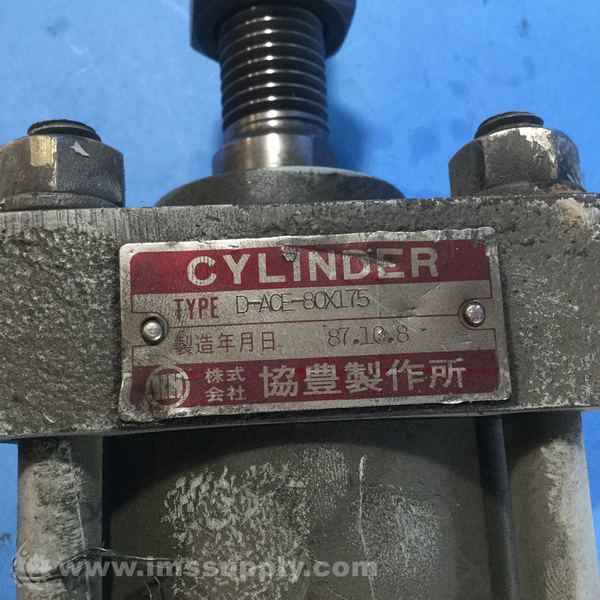 CYLINDER
TYPE D-ACE-80X175
製造年月日 87.10.8
株式会社 協豊製作所
www.imssupply.com